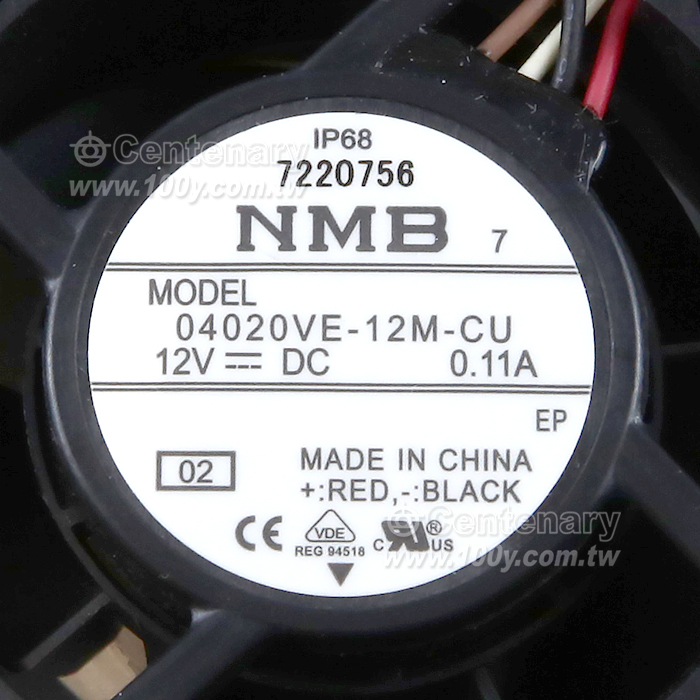 IP68
7220756
Centenary
www.100y.com.tw
NMB 7
MODEL
04020VE-12M-CU
12V ⎓ DC 0.11A
EP
02
MADE IN CHINA
+:RED,-:BLACK
CE VDE
REG 94518
C UR ® US
Centenary
www.100y.com.tw